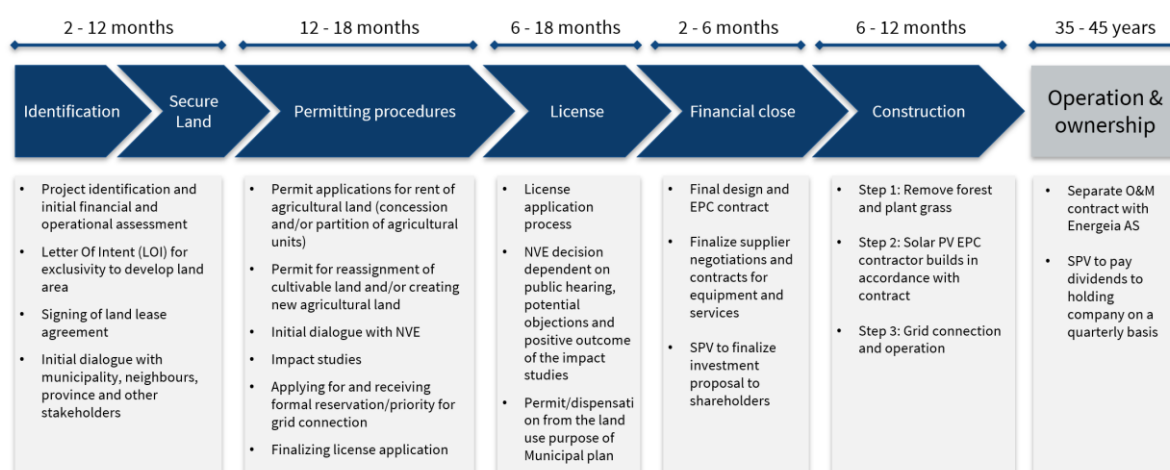 2 - 12 months
12 - 18 months
6 - 18 months
2 - 6 months
6 - 12 months
35 - 45 years
Identification
Secure
Land
Permitting procedures
License
Financial close
Construction
Operation &
ownership
• Project identification and
initial financial and
operational assessment
• Letter Of Intent (LOI) for
exclusivity to develop land
area
• Signing of land lease
agreement
• Initial dialogue with
municipality, neighbours,
province and other
stakeholders
• Permit applications for rent of
agricultural land (concession
and/or partition of agricultural
units)
• Permit for reassignment of
cultivable land and/or creating
new agricultural land
• Initial dialogue with NVE
• Impact studies
• Applying for and receiving
formal reservation/priority for
grid connection
• Finalizing license application
• License
application
process
• NVE decision
dependent on
public hearing,
potential
objections and
positive outcome
of the impact
studies
• Permit/dispensati
on from the land
use purpose of
Municipal plan
• Final design and
EPC contract
• Finalize supplier
negotiations and
contracts for
equipment and
services
• SPV to finalize
investment
proposal to
shareholders
• Step 1: Remove forest
and plant grass
• Step 2: Solar PV EPC
contractor builds in
accordance with
contract
• Step 3: Grid connection
and operation
• Separate O&M
contract with
Energeia AS
• SPV to pay
dividends to
holding
company on a
quarterly basis